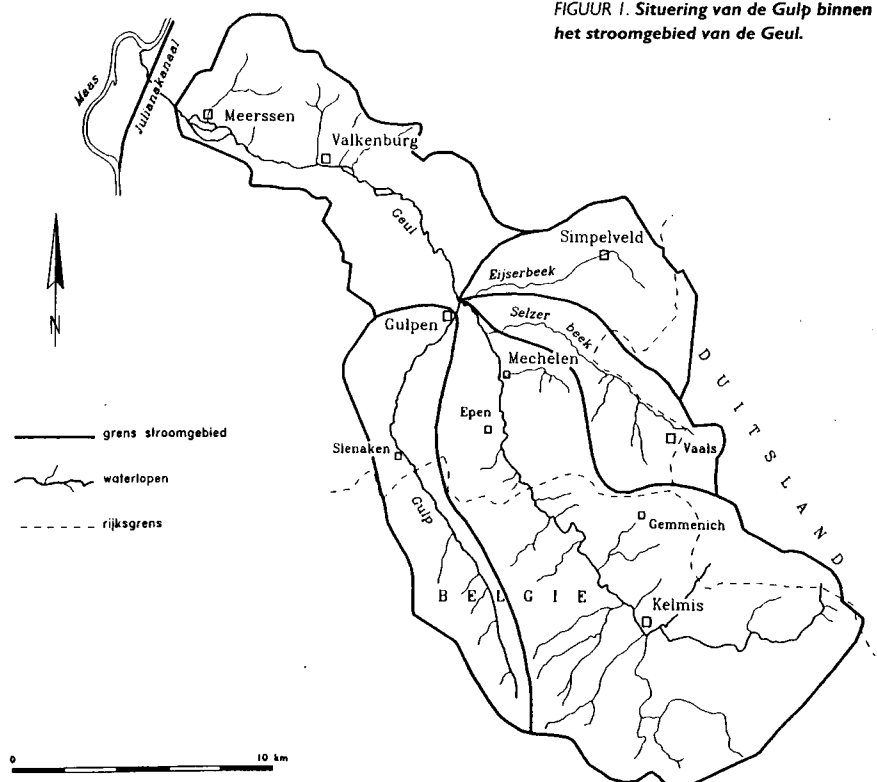 FIGUUR 1. Situering van de Gulp binnen
het stroomgebied van de Geul.
Maas
Julianakanaal
Meerssen
Valkenburg
Geul
Simpelveld
Eijserbeek
Gulpen
Selzer
beek
Mechelen
N
DUITSLAND
Epen
grens stroomgebied
Slenaken
Vaals
waterlopen
Gulp
Gemmenich
rijksgrens
BELGIE
Kelmis
0 10 km